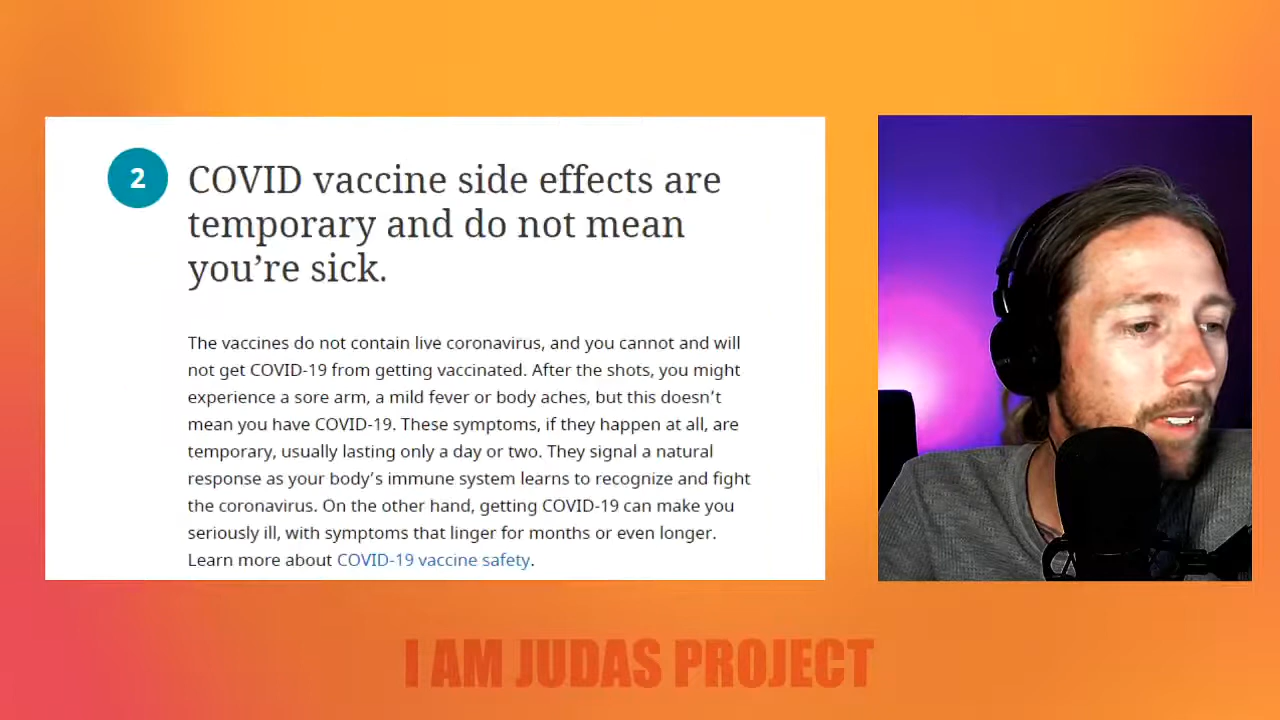 2
COVID vaccine side effects are
temporary and do not mean
you’re sick.
The vaccines do not contain live coronavirus, and you cannot and will
not get COVID-19 from getting vaccinated. After the shots, you might
experience a sore arm, a mild fever or body aches, but this doesn’t
mean you have COVID-19. These symptoms, if they happen at all, are
temporary, usually lasting only a day or two. They signal a natural
response as your body’s immune system learns to recognize and fight
the coronavirus. On the other hand, getting COVID-19 can make you
seriously ill, with symptoms that linger for months or even longer.
Learn more about COVID-19 vaccine safety.
I AM JUDAS PROJECT